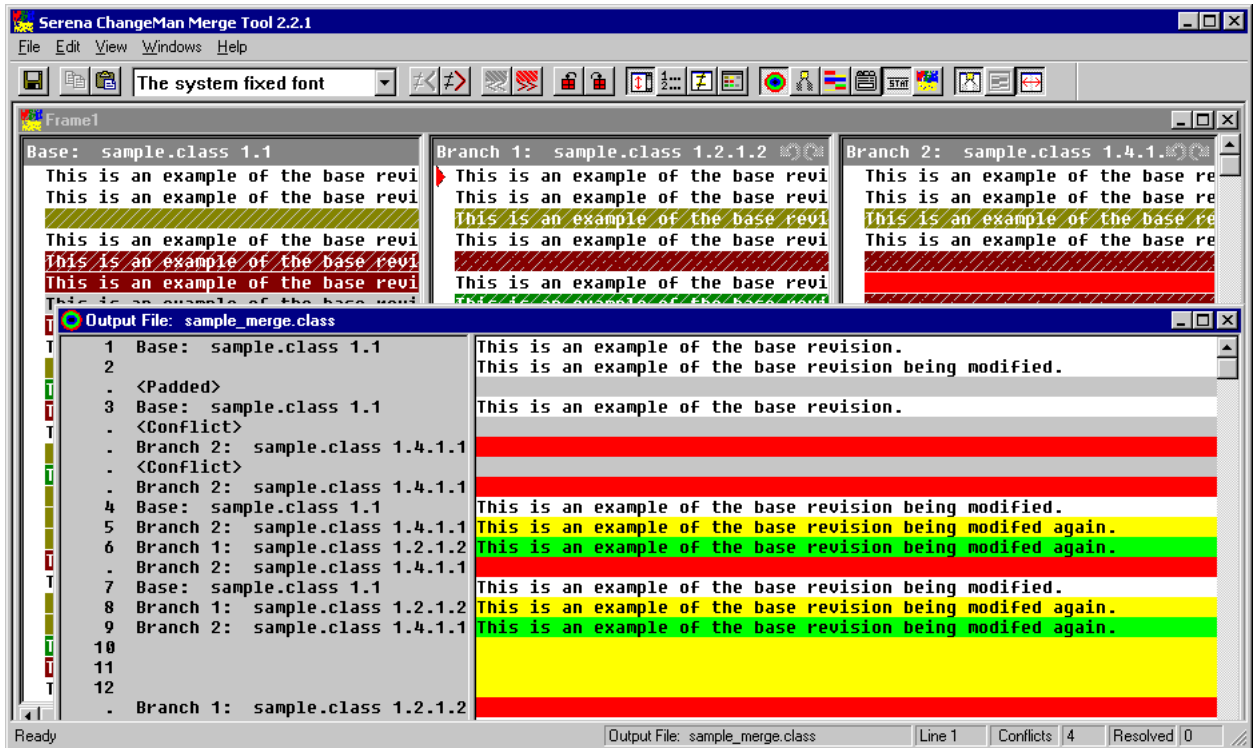 Serena ChangeMan Merge Tool 2.2.1
File Edit View Windows Help
The system fixed font
Frame1
Base: sample.class 1.1
This is an example of the base revi
This is an example of the base revi
This is an example of the base revi
This is an example of the base revi
This is an example of the base revi
Branch 1: sample.class 1.2.1.2
This is an example of the base revi
This is an example of the base revi
This is an example of the base revi
This is an example of the base revi
This is an example of the base revi
Branch 2: sample.class 1.4.1.
This is an example of the base re
This is an example of the base re
This is an example of the base re
This is an example of the base re
Output File: sample_merge.class
1 Base: sample.class 1.1 This is an example of the base revision.
2 This is an example of the base revision being modified.
. <Padded>
3 Base: sample.class 1.1 This is an example of the base revision.
. <Conflict>
. Branch 2: sample.class 1.4.1.1
. <Conflict>
. Branch 2: sample.class 1.4.1.1
4 Base: sample.class 1.1 This is an example of the base revision being modified.
5 Branch 2: sample.class 1.4.1.1 This is an example of the base revision being modifed again.
6 Branch 1: sample.class 1.2.1.2 This is an example of the base revision being modifed again.
. Branch 2: sample.class 1.4.1.1
7 Base: sample.class 1.1 This is an example of the base revision being modified.
8 Branch 1: sample.class 1.2.1.2 This is an example of the base revision being modifed again.
9 Branch 2: sample.class 1.4.1.1 This is an example of the base revision being modifed again.
10
11
12
. Branch 1: sample.class 1.2.1.2
Ready Output File: sample_merge.class Line 1 Conflicts 4 Resolved 0